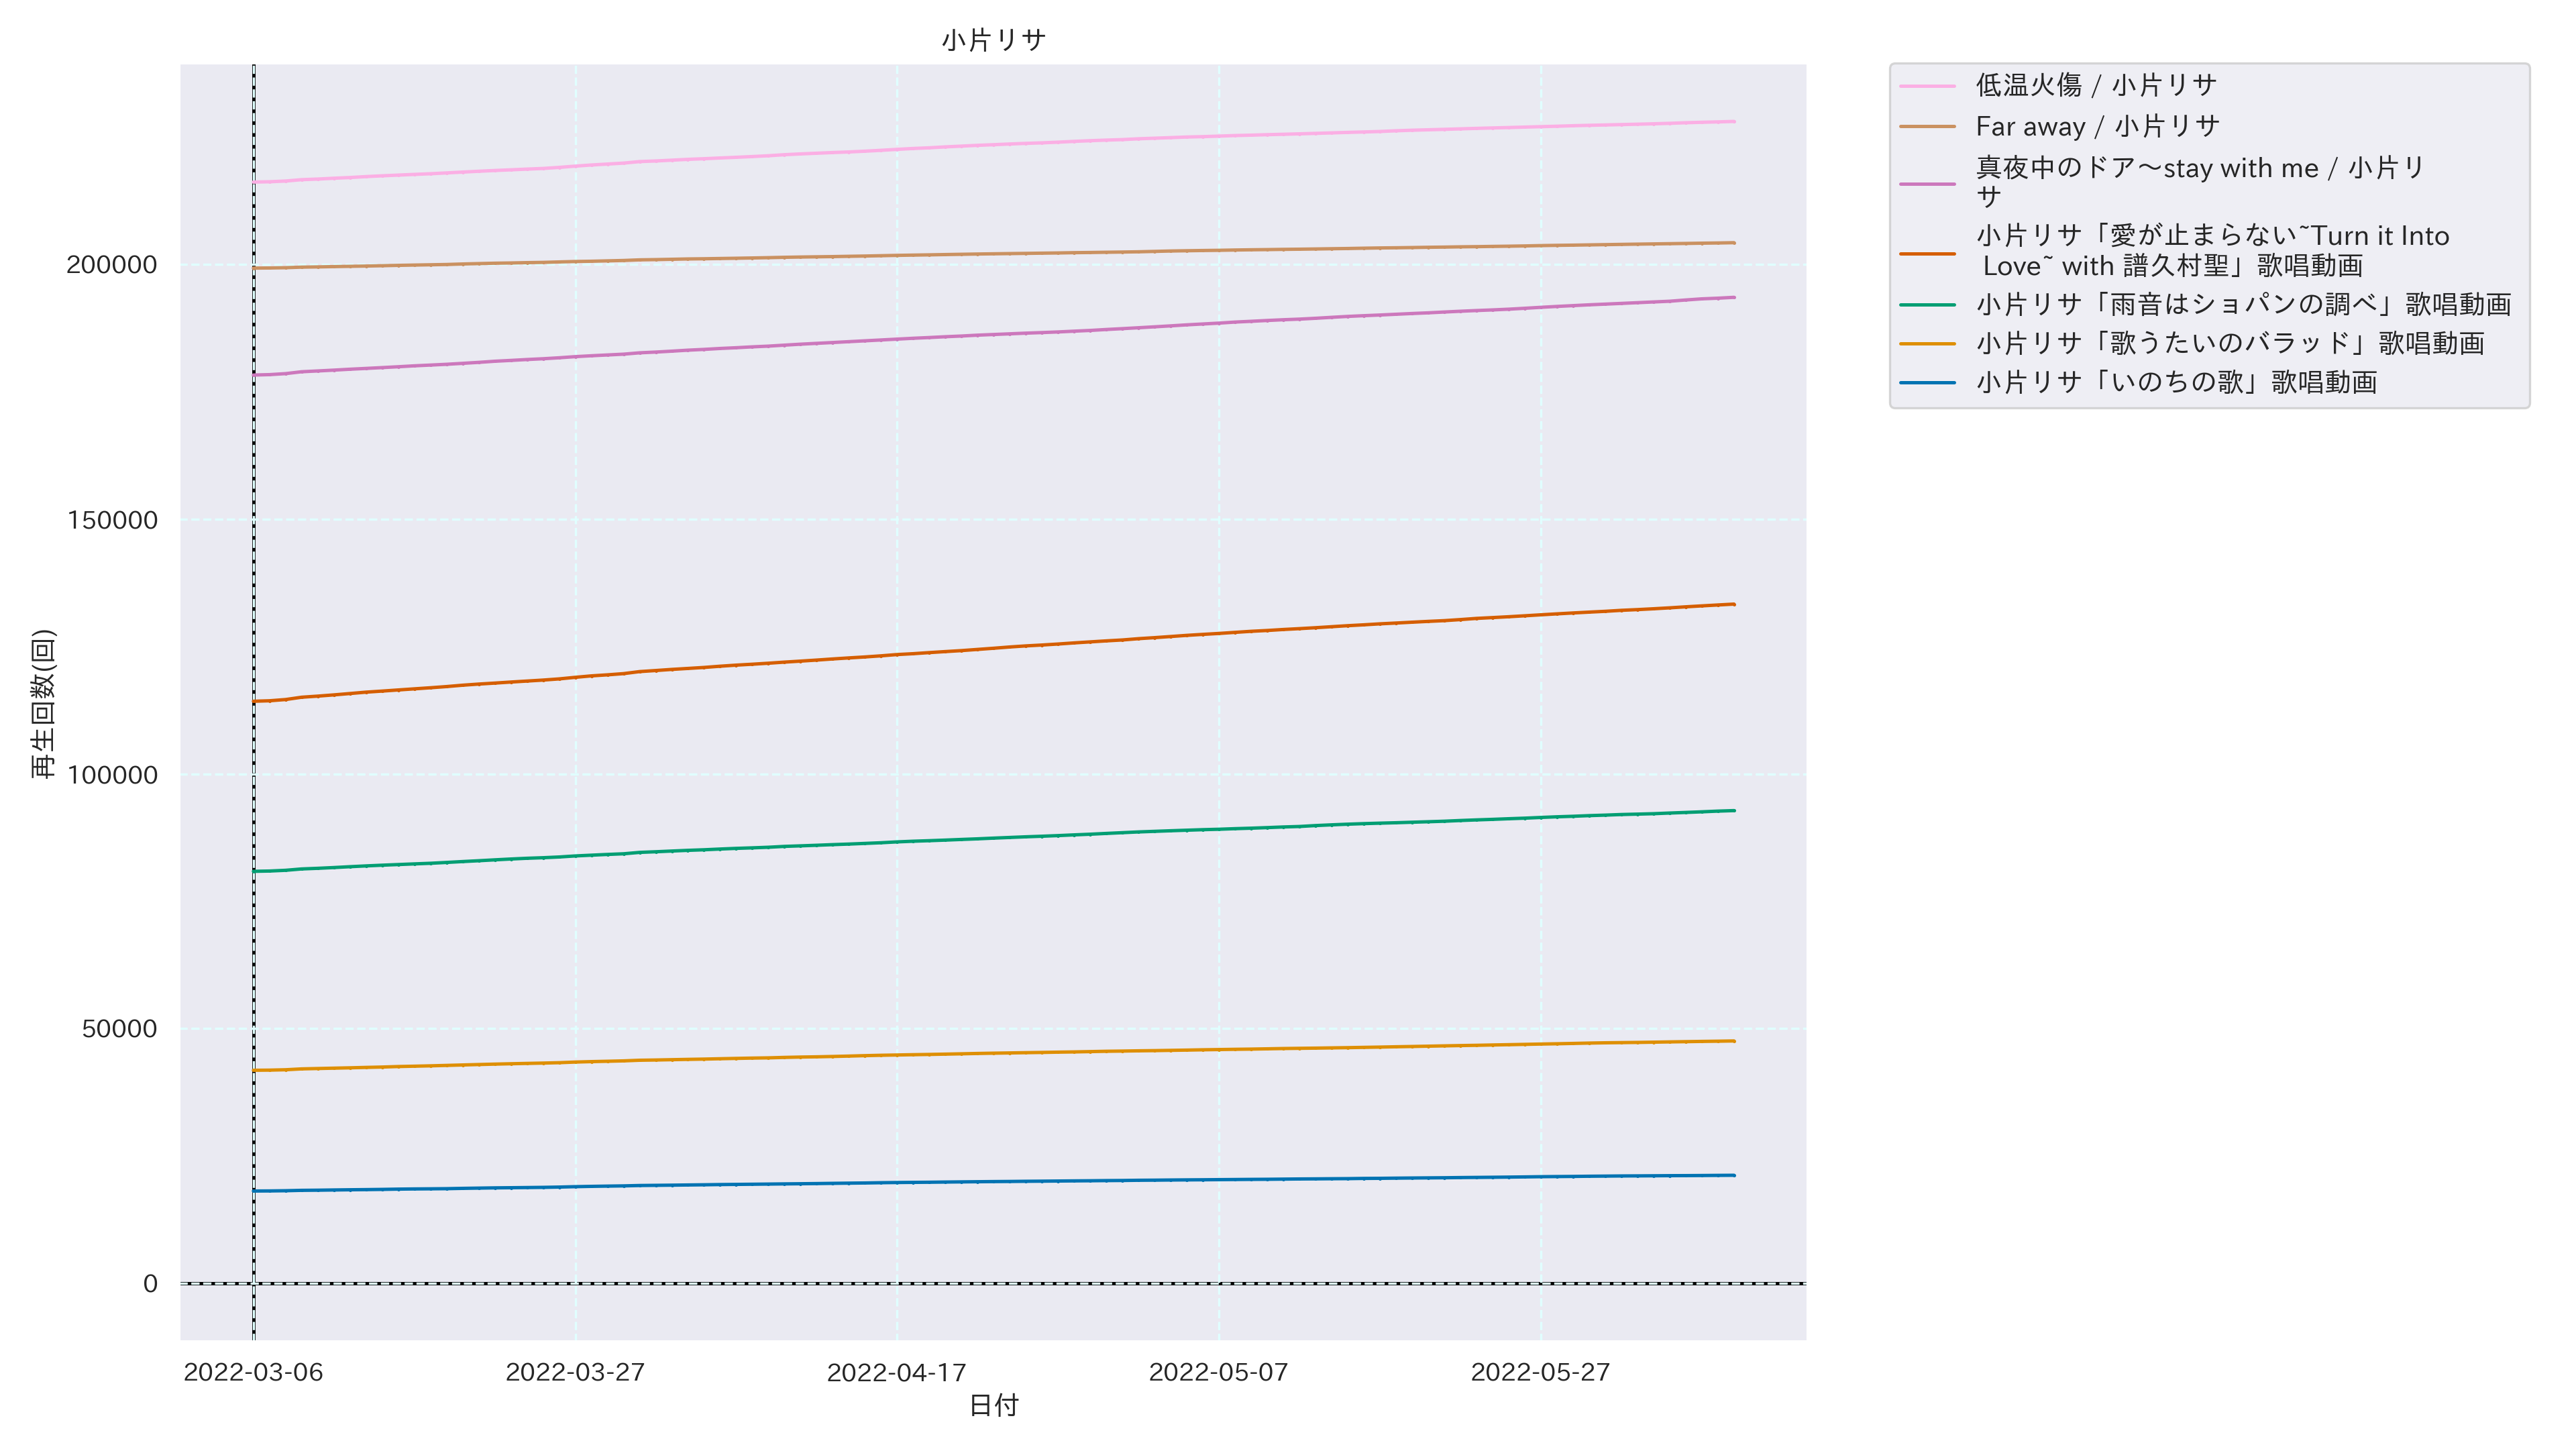 小片リサ
200000
150000
100000
50000
0
再生回数(回)
2022-03-06
2022-03-27
2022-04-17
2022-05-07
2022-05-27
日付
低温火傷 / 小片リサ
Far away / 小片リサ
真夜中のドア〜stay with me / 小片リ
サ
小片リサ「愛が止まらない~Turn it Into
Love~ with 譜久村聖」歌唱動画
小片リサ「雨音はショパンの調べ」歌唱動画
小片リサ「歌うたいのバラッド」歌唱動画
小片リサ「いのちの歌」歌唱動画